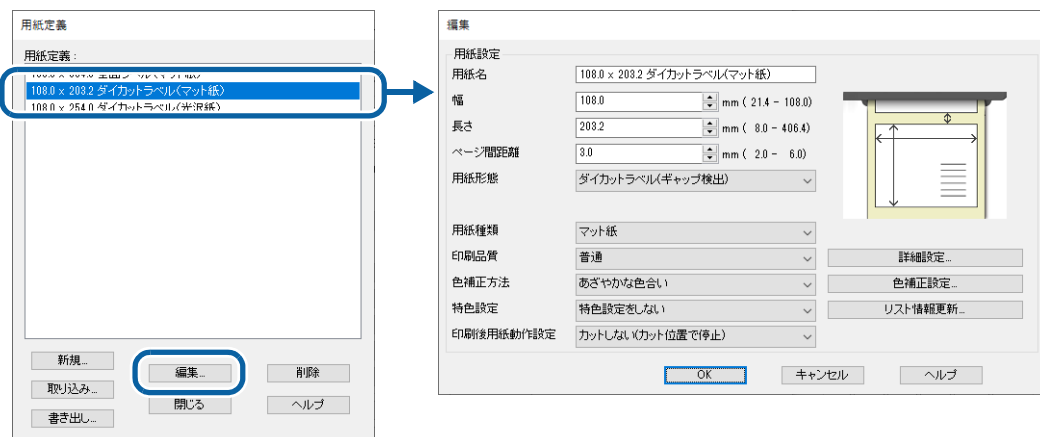 用紙定義
用紙定義:
108.0 x 203.2 ダイカットラベル(マット紙)
108.0 x 254.0 ダイカットラベル(光沢紙)
新規...
編集...
削除
取り込み...
閉じる
ヘルプ
書き出し...
編集
用紙設定
用紙名
108.0 x 203.2 ダイカットラベル(マット紙)
幅
108.0
mm ( 21.4 - 108.0)
長さ
203.2
mm ( 8.0 - 406.4)
ページ間距離
3.0
mm ( 2.0 - 6.0)
用紙形態
ダイカットラベル(ギャップ検出)
用紙種類
マット紙
印刷品質
普通
詳細設定...
色補正方法
あざやかな色合い
色補正設定...
特色設定
特色設定をしない
リスト情報更新...
印刷後用紙動作設定
カットしない(カット位置で停止)
OK
キャンセル
ヘルプ